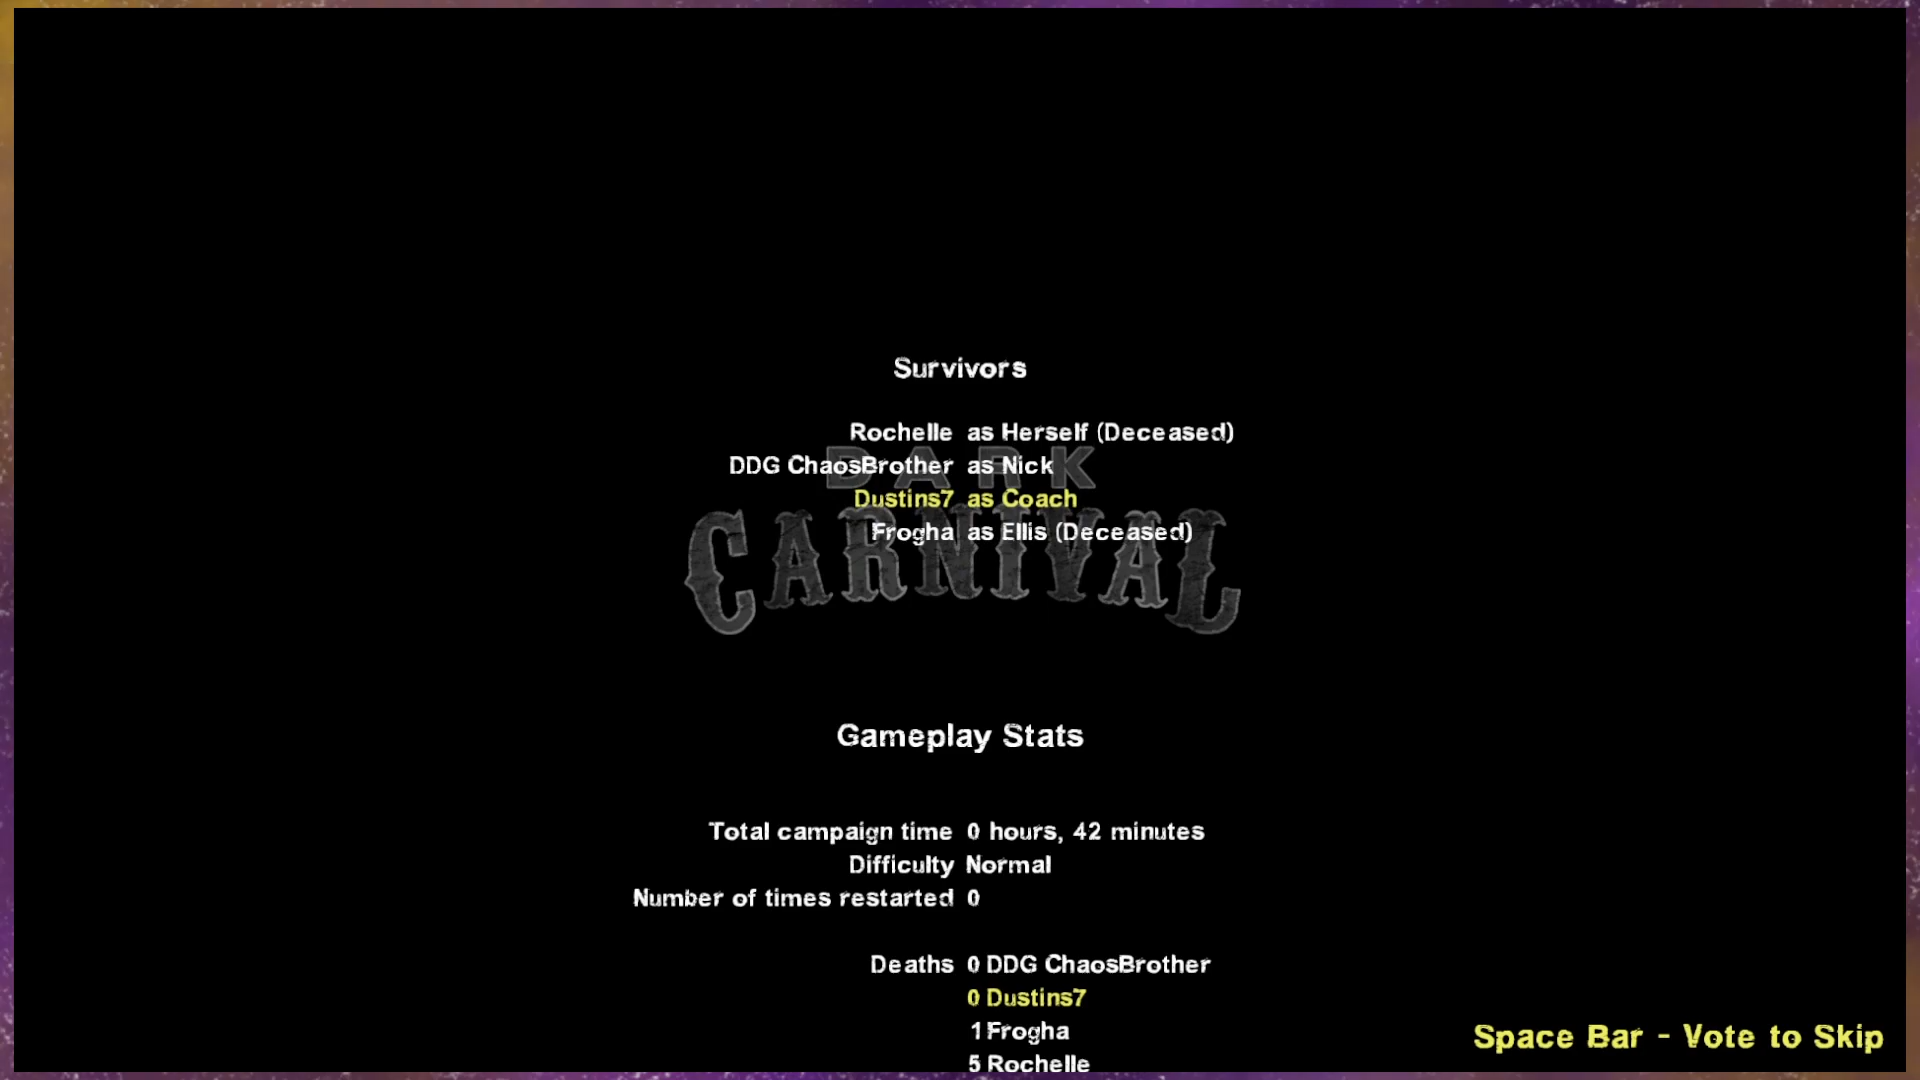 Survivors
Rochelle as Herself (Deceased)
DDG ChaosBrother as Nick
Dustins7 as Coach
Frogha as Ellis (Deceased)
DARK
CARNIVAL
Gameplay Stats
Total campaign time 0 hours, 42 minutes
Difficulty Normal
Number of times restarted 0
Deaths 0 DDG ChaosBrother
0 Dustins7
1 Frogha
5 Rochelle
Space Bar - Vote to Skip